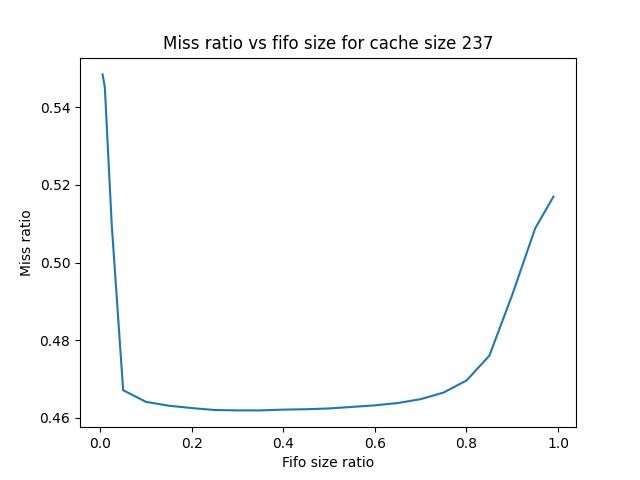 Miss ratio vs fifo size for cache size 237
Miss ratio
0.54
0.52
0.50
0.48
0.46
0.0 0.2 0.4 0.6 0.8 1.0
Fifo size ratio